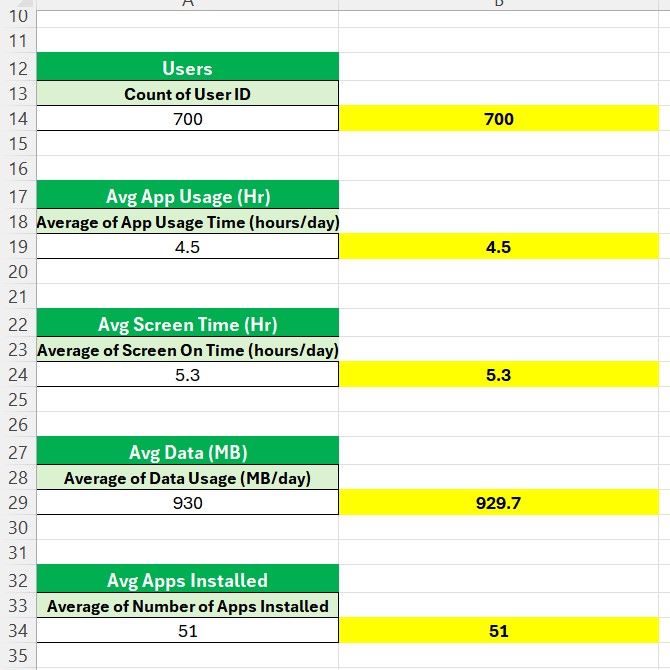 A B
10
11
12 Users
13 Count of User ID
14 700 700
15
16
17 Avg App Usage (Hr)
18 Average of App Usage Time (hours/day)
19 4.5 4.5
20
21
22 Avg Screen Time (Hr)
23 Average of Screen On Time (hours/day)
24 5.3 5.3
25
26
27 Avg Data (MB)
28 Average of Data Usage (MB/day)
29 930 929.7
30
31
32 Avg Apps Installed
33 Average of Number of Apps Installed
34 51 51
35